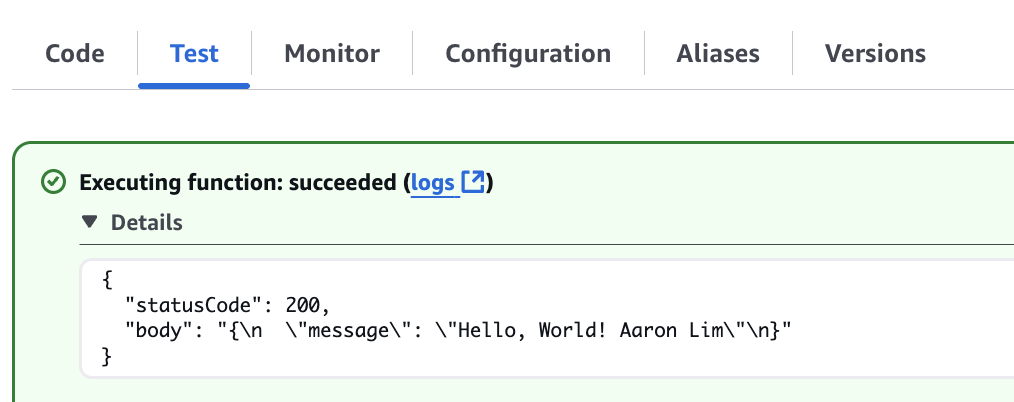 Code Test Monitor Configuration Aliases Versions
Executing function: succeeded (logs)
Details
{
  "statusCode": 200,
  "body": "{\n  \"message\": \"Hello, World! Aaron Lim\"\n}"
}